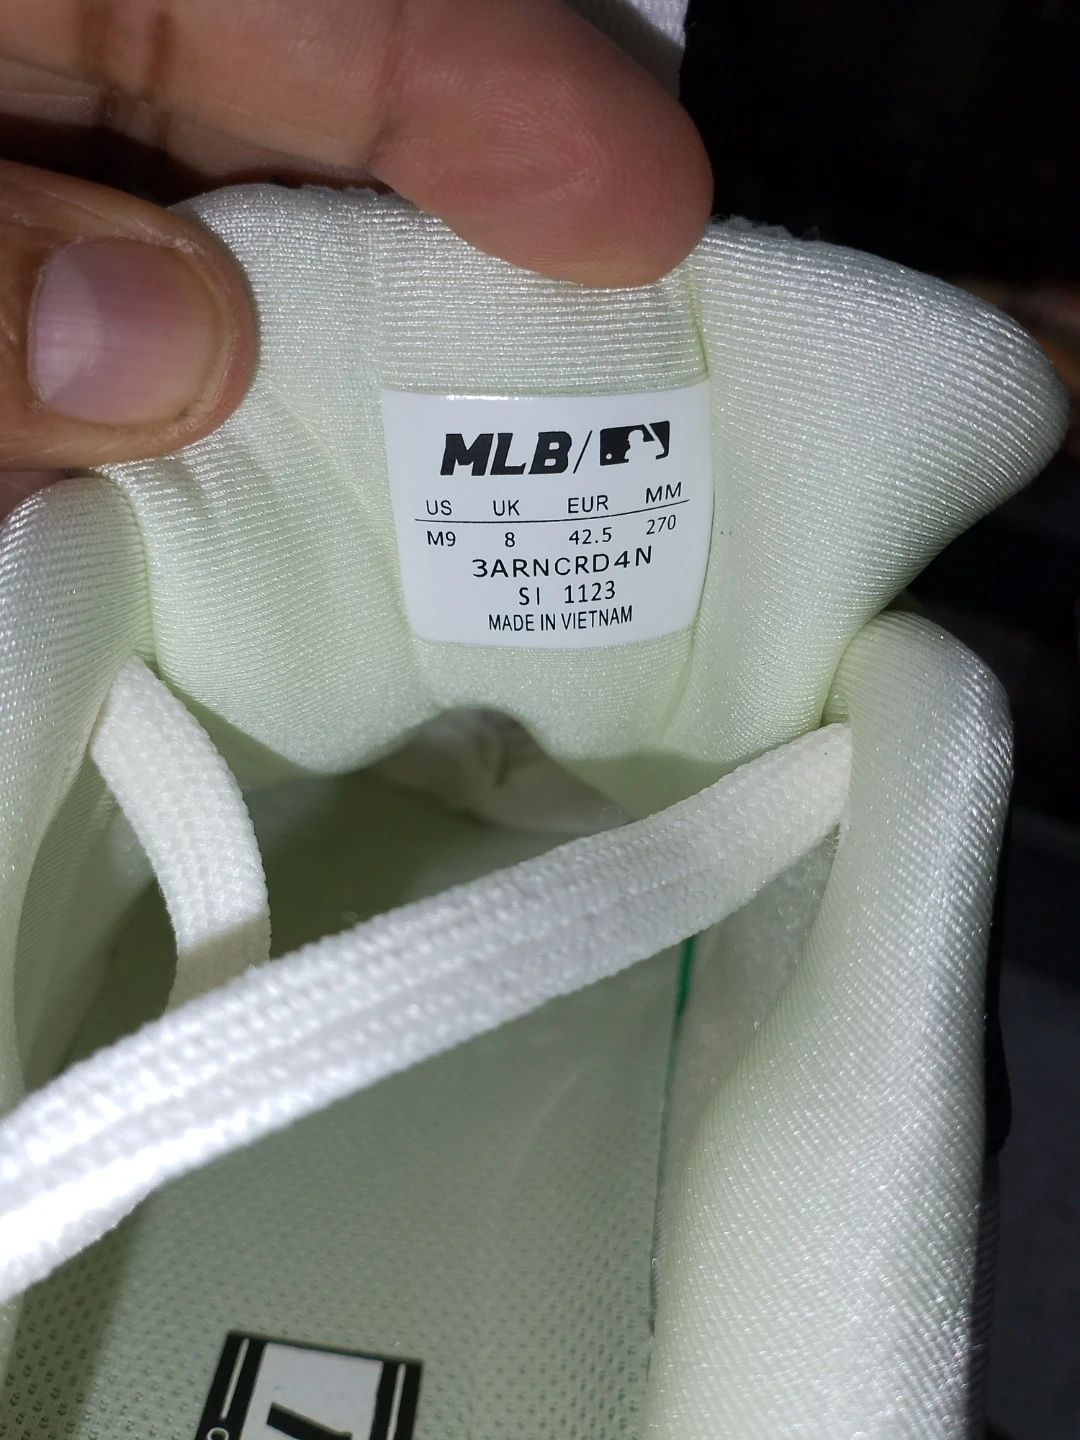 MLB/
US UK EUR MM
M9 8 42.5 270
3ARNCRD4N
SI 1123
MADE IN VIETNAM